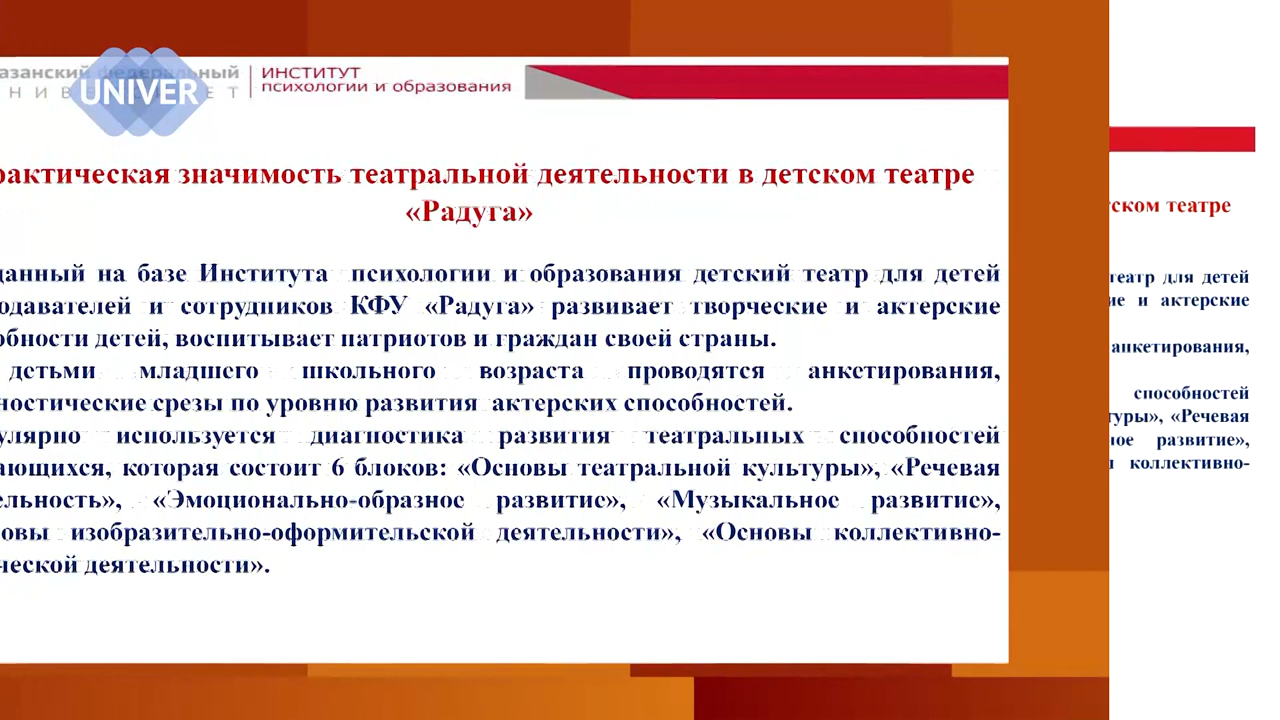 азанский федеральный
ИНСТИТУТ
психологии и образования
UNIVER
рактическая значимость театральной деятельности в детском театре
«Радуга»
данный на базе Института психологии и образования детский театр для детей
подавателей и сотрудников КФУ «Радуга» развивает творческие и актерские
обности детей, воспитывает патриотов и граждан своей страны.
детьми младшего школьного возраста проводятся анкетирования,
ностические срезы по уровню развития актерских способностей.
улярно используется диагностика развития театральных способностей
ающихся, которая состоит 6 блоков: «Основы театральной культуры», «Речевая
ельность», «Эмоционально-образное развитие», «Музыкальное развитие»,
овы изобразительно-оформительской деятельности», «Основы коллективно-
ческой деятельности».
тском театре
театр для детей
ие и актерские
анкетирования,
способностей
туры», «Речевая
ное развитие»,
коллективно-